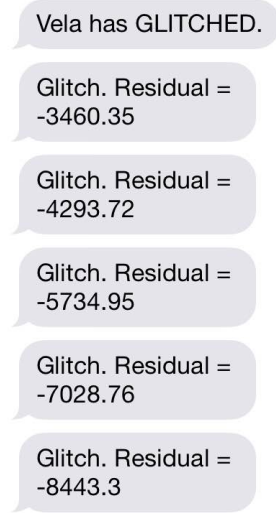 Vela has GLITCHED.
Glitch. Residual =
-3460.35
Glitch. Residual =
-4293.72
Glitch. Residual =
-5734.95
Glitch. Residual =
-7028.76
Glitch. Residual =
-8443.3